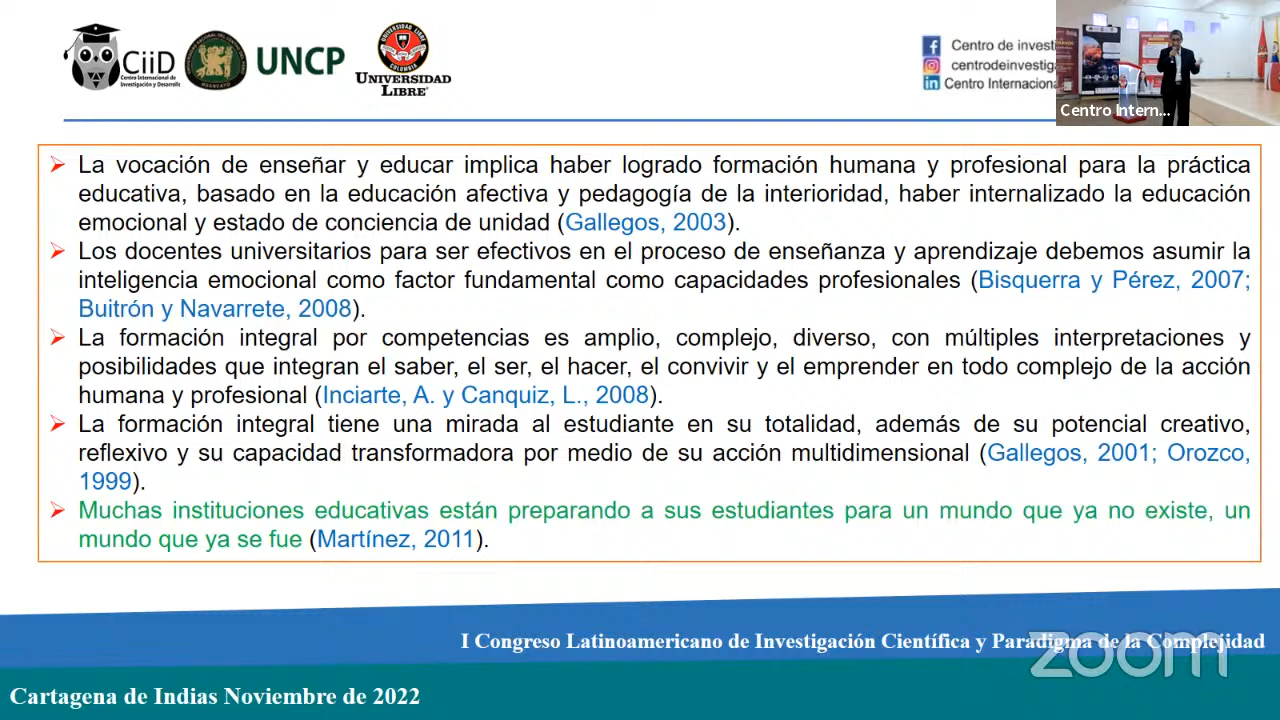 CiiD
Centro Internacional de
Investigación y Desarrollo
UNCP
UNIVERSIDAD LIBRE
COLOMBIA
UNIVERSIDAD
LIBRE
Centro de invest
centrodeinvestiga
Centro Internaciona
Centro Intern...
La vocación de enseñar y educar implica haber logrado formación humana y profesional para la práctica
educativa, basado en la educación afectiva y pedagogía de la interioridad, haber internalizado la educación
emocional y estado de conciencia de unidad (Gallegos, 2003).
Los docentes universitarios para ser efectivos en el proceso de enseñanza y aprendizaje debemos asumir la
inteligencia emocional como factor fundamental como capacidades profesionales (Bisquerra y Pérez, 2007;
Buitrón y Navarrete, 2008).
La formación integral por competencias es amplio, complejo, diverso, con múltiples interpretaciones y
posibilidades que integran el saber, el ser, el hacer, el convivir y el emprender en todo complejo de la acción
humana y profesional (Inciarte, A. y Canquiz, L., 2008).
La formación integral tiene una mirada al estudiante en su totalidad, además de su potencial creativo,
reflexivo y su capacidad transformadora por medio de su acción multidimensional (Gallegos, 2001; Orozco,
1999).
Muchas instituciones educativas están preparando a sus estudiantes para un mundo que ya no existe, un
mundo que ya se fue (Martínez, 2011).
I Congreso Latinoamericano de Investigación Científica y Paradigma de la Complejidad
zoom
Cartagena de Indias Noviembre de 2022